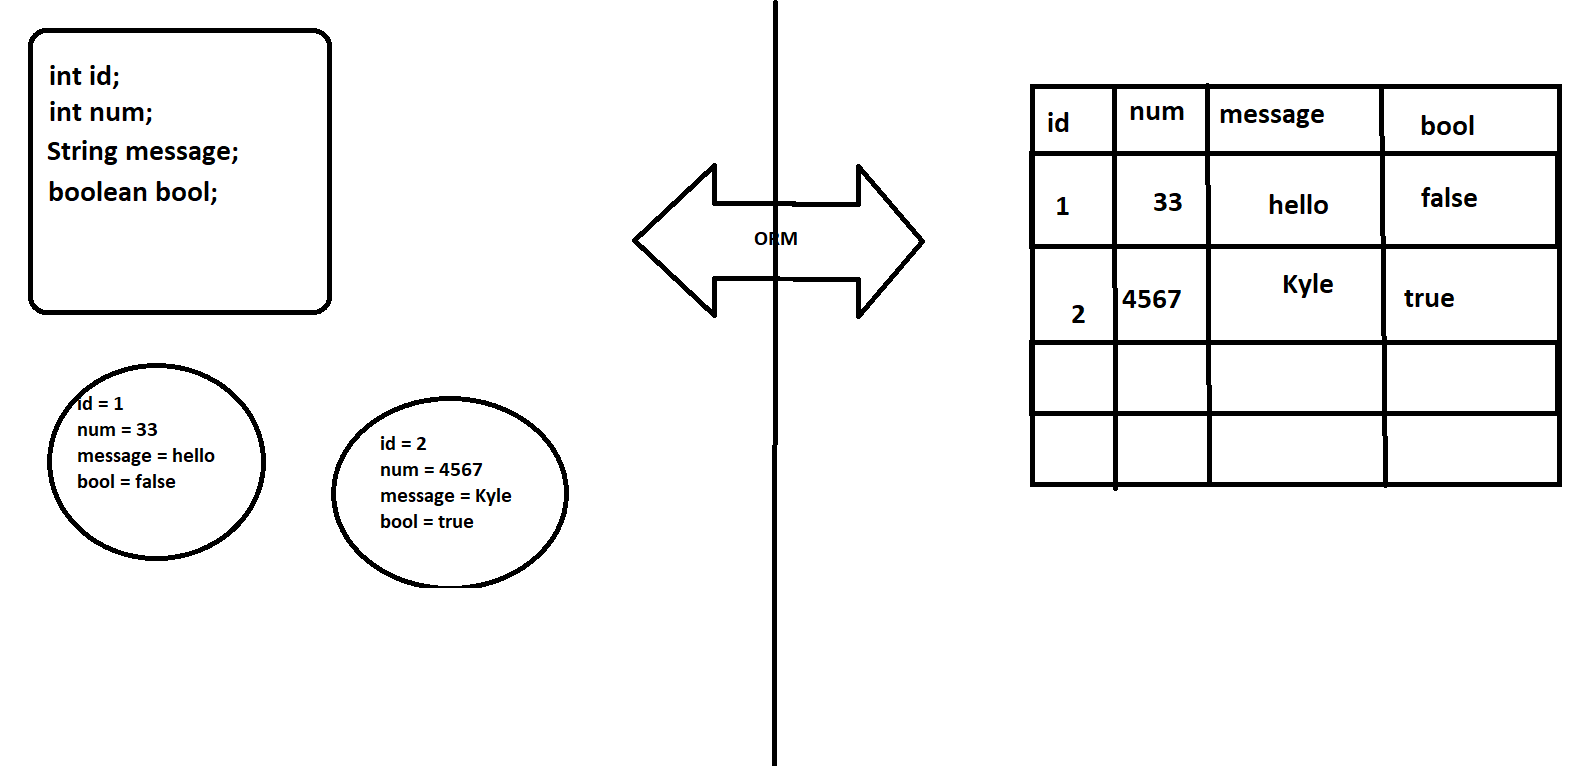 int id;
int num;
String message;
boolean bool;
id = 1
num = 33
message = hello
bool = false
id = 2
num = 4567
message = Kyle
bool = true
ORM
id num message bool
1 33 hello false
2 4567 Kyle true